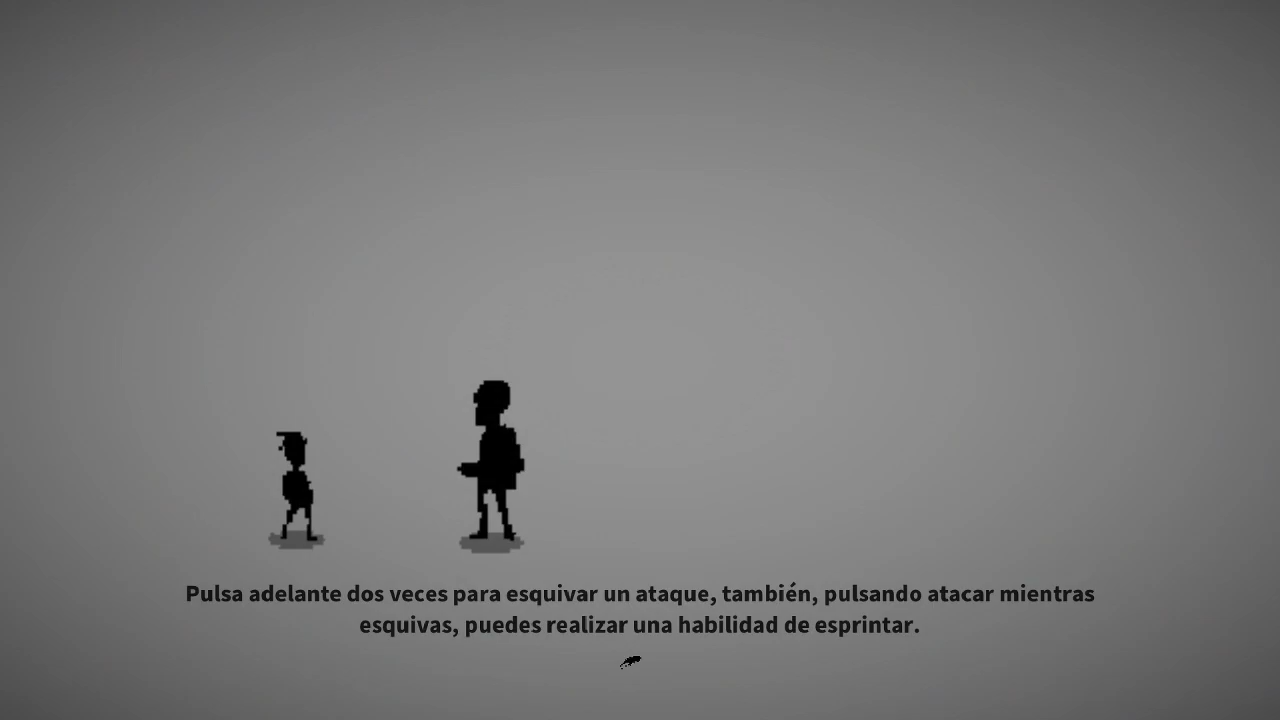 Pulsa adelante dos veces para esquivar un ataque, también, pulsando atacar mientras
esquivas, puedes realizar una habilidad de esprintar.